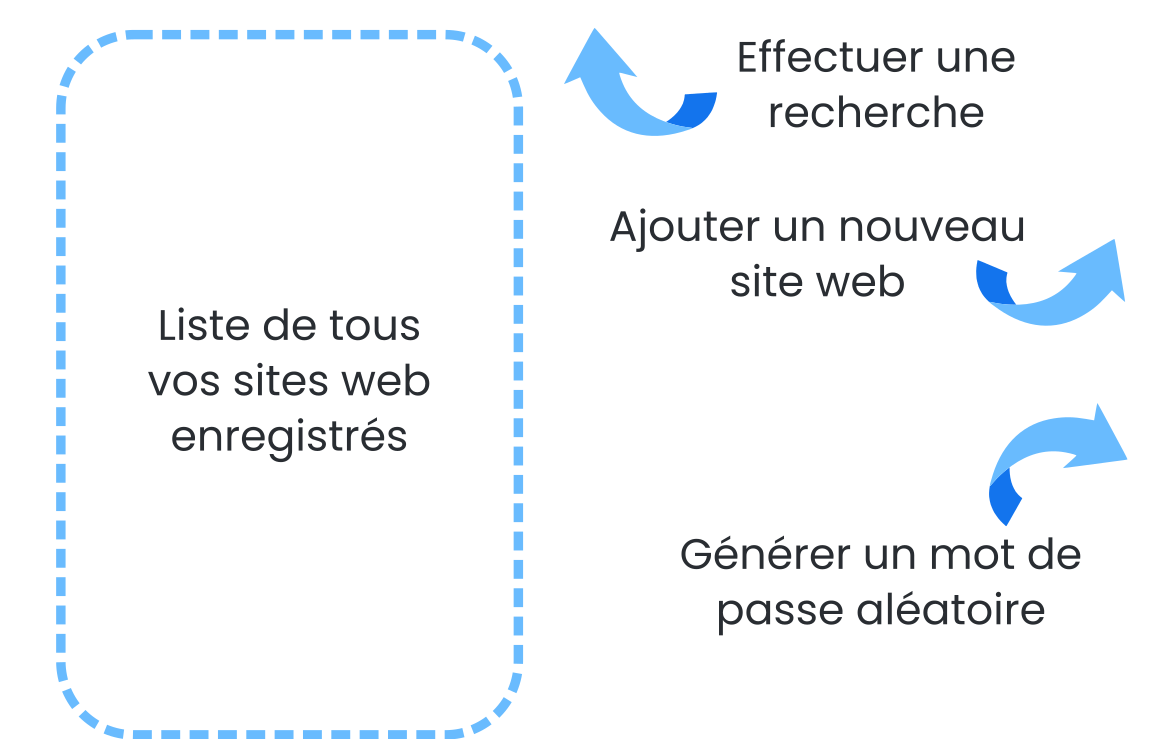 Effectuer une
recherche
Ajouter un nouveau
site web
Liste de tous
vos sites web
enregistrés
Générer un mot de
passe aléatoire